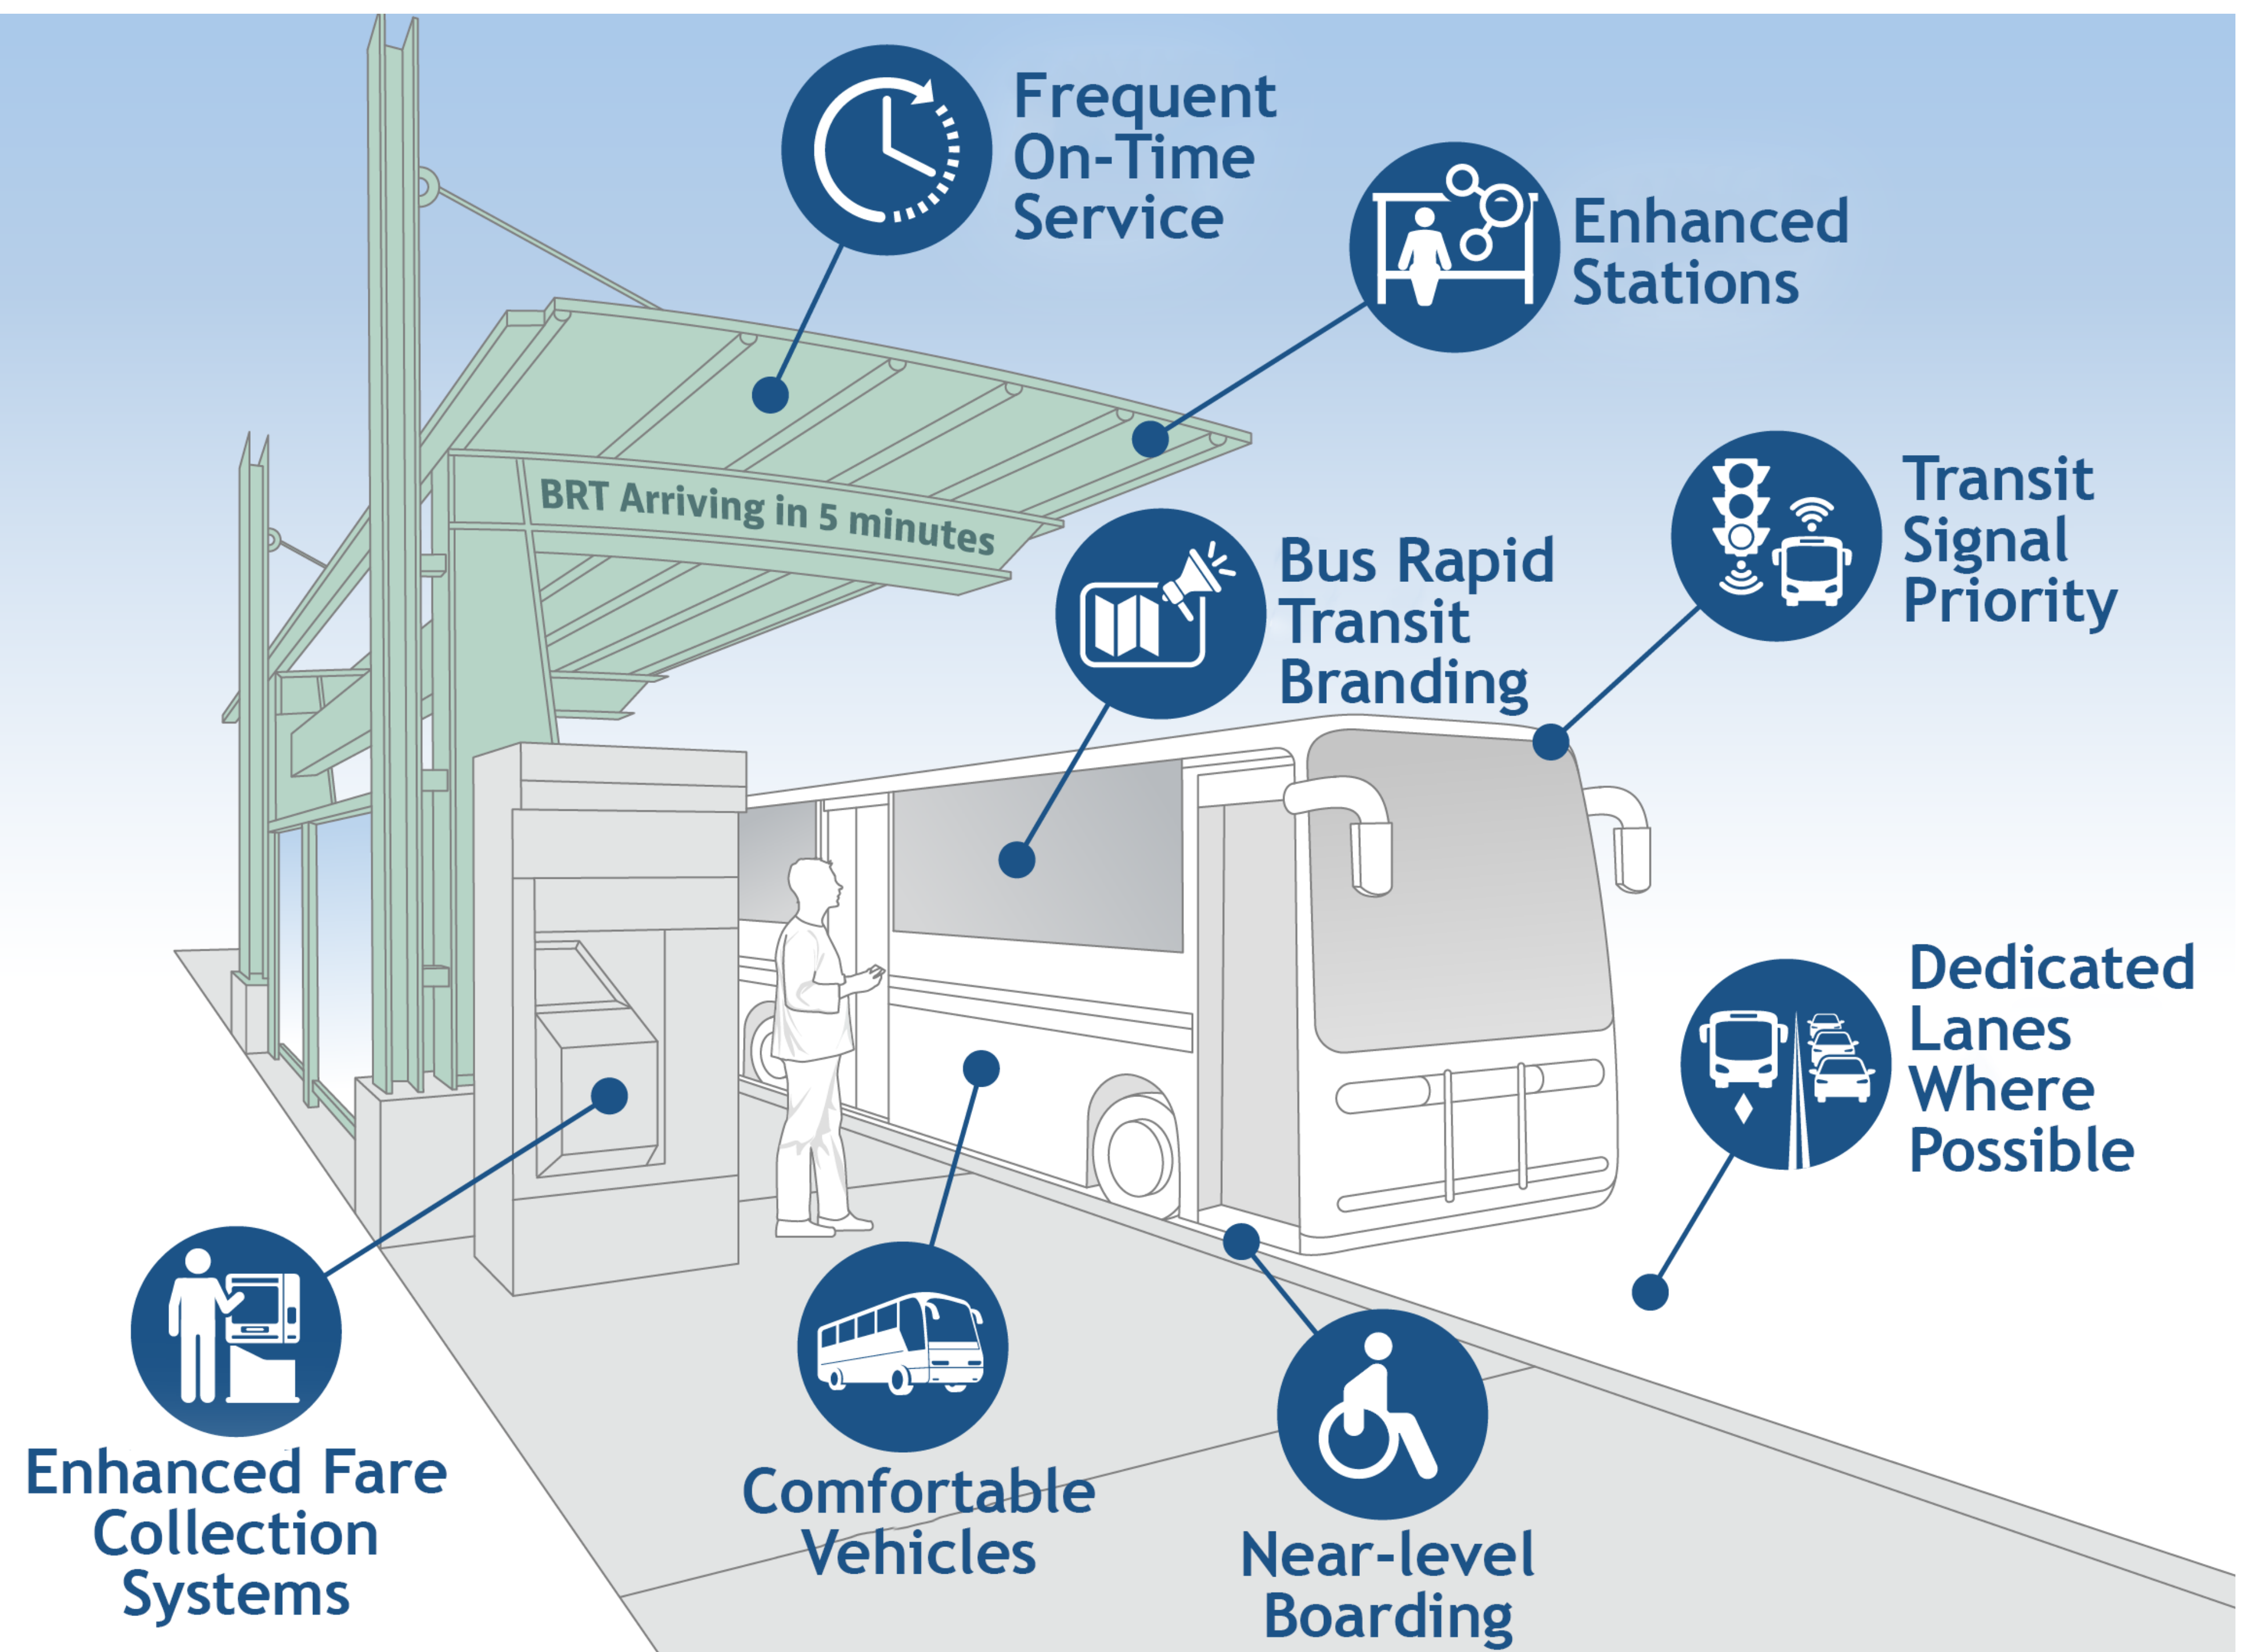 Frequent
On-Time
Service
Enhanced
Stations
BRT Arriving in 5 minutes
Transit
Signal
Priority
Bus Rapid
Transit
Branding
Dedicated
Lanes
Where
Possible
Enhanced Fare
Collection
Systems
Comfortable
Vehicles
Near-level
Boarding